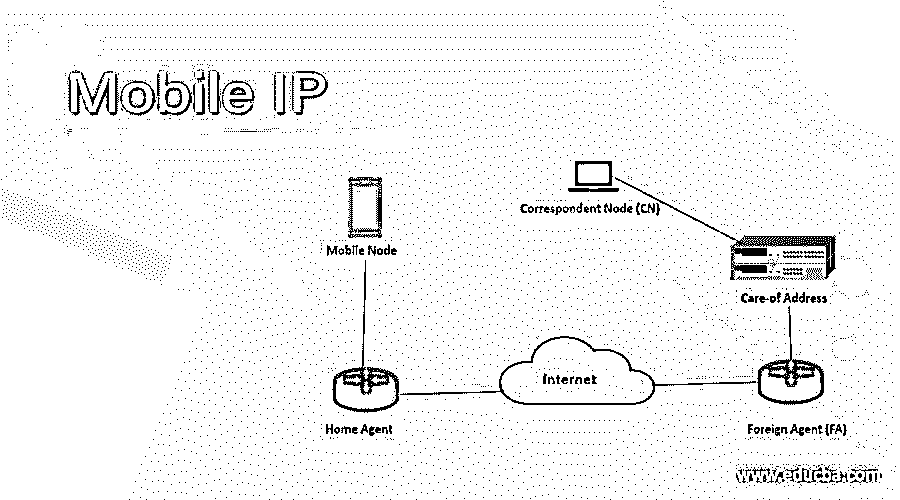 Mobile IP
Correspondent Node (CN)
Mobile Node
Care-of Address
Internet
Home Agent
Foreign Agent (FA)
www.educba.com